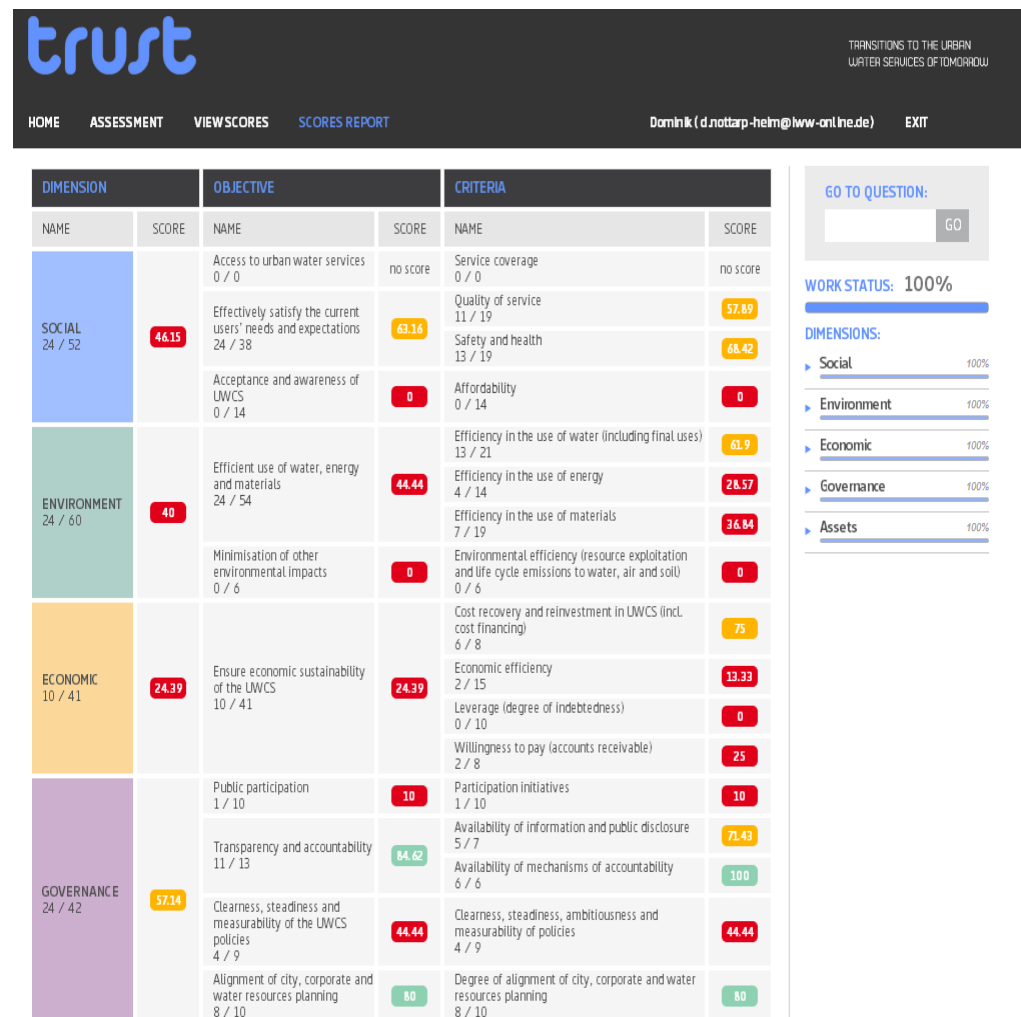 trust
TRANSITIONS TO THE URBAN
WATER SERVICES OF TOMORROW
HOME ASSESSMENT VIEW SCORES SCORES REPORT Dominik ( d.nottarp-heim@iww-online.de) EXIT
DIMENSION OBJECTIVE CRITERIA
NAME SCORE NAME SCORE NAME SCORE
SOCIAL
24 / 52
46.15
Access to urban water services
0 / 0
no score
Service coverage
0 / 0
no score
Effectively satisfy the current
users' needs and expectations
24 / 38
63.16
Quality of service
11 / 19
57.89
Safety and health
13 / 19
68.42
Acceptance and awareness of
UWCS
0 / 14
0
Affordability
0 / 14
0
ENVIRONMENT
24 / 60
40
Efficient use of water, energy
and materials
24 / 54
44.44
Efficiency in the use of water (including final uses)
13 / 21
61.9
Efficiency in the use of energy
4 / 14
28.57
Efficiency in the use of materials
7 / 19
36.84
Minimisation of other
environmental impacts
0 / 6
0
Environmental efficiency (resource exploitation
and life cycle emissions to water, air and soil)
0 / 6
0
ECONOMIC
10 / 41
24.39
Ensure economic sustainability
of the UWCS
10 / 41
24.39
Cost recovery and reinvestment in UWCS (incl.
cost financing)
6 / 8
75
Economic efficiency
2 / 15
13.33
Leverage (degree of indebtedness)
0 / 10
0
Willingness to pay (accounts receivable)
2 / 8
25
GOVERNANCE
24 / 42
57.14
Public participation
1 / 10
10
Participation initiatives
1 / 10
10
Transparency and accountability
11 / 13
84.62
Availability of information and public disclosure
5 / 7
71.43
Availability of mechanisms of accountability
6 / 6
100
Clearness, steadiness and
measurability of the UWCS
policies
4 / 9
44.44
Clearness, steadiness, ambitiousness and
measurability of policies
4 / 9
44.44
Alignment of city, corporate and
water resources planning
8 / 10
80
Degree of alignment of city, corporate and water
resources planning
8 / 10
80
GO TO QUESTION:
GO
WORK STATUS: 100%
DIMENSIONS:
Social 100%
Environment 100%
Economic 100%
Governance 100%
Assets 100%